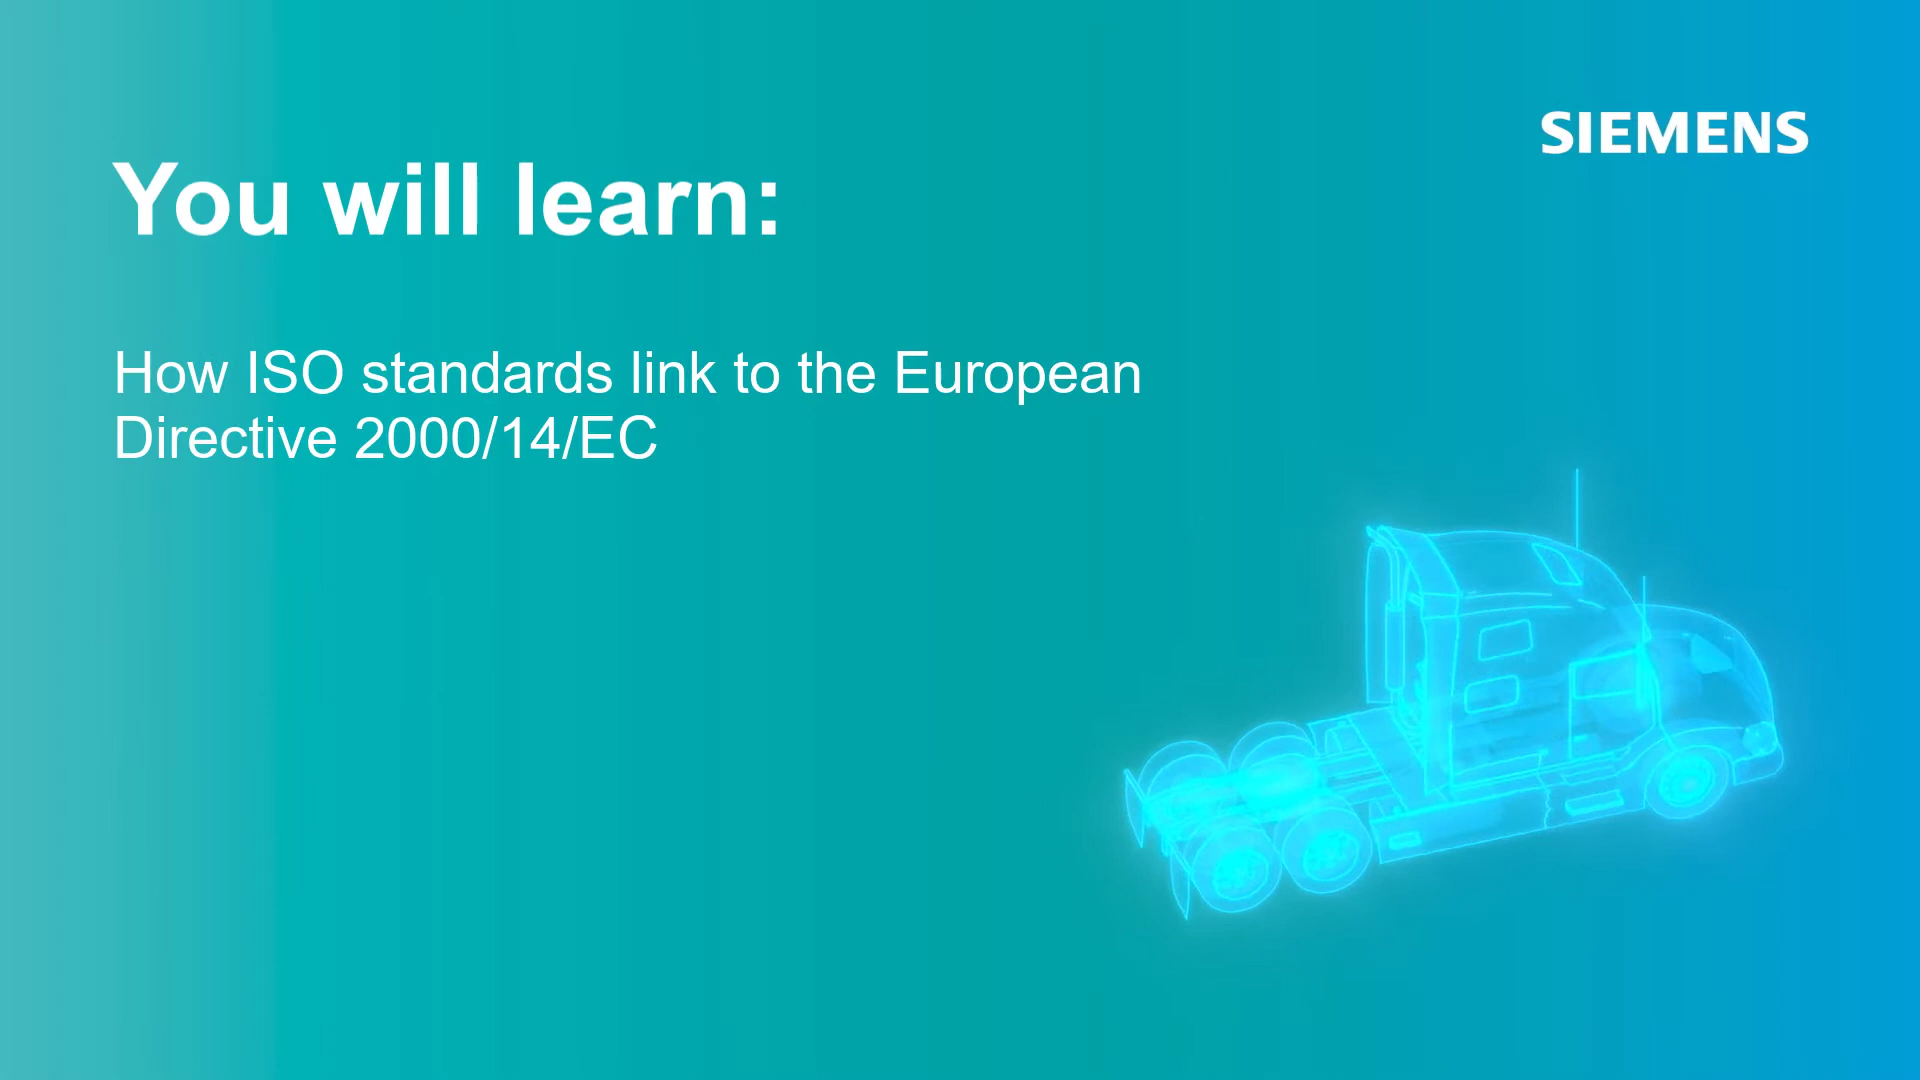 SIEMENS
You will learn:
How ISO standards link to the European
Directive 2000/14/EC